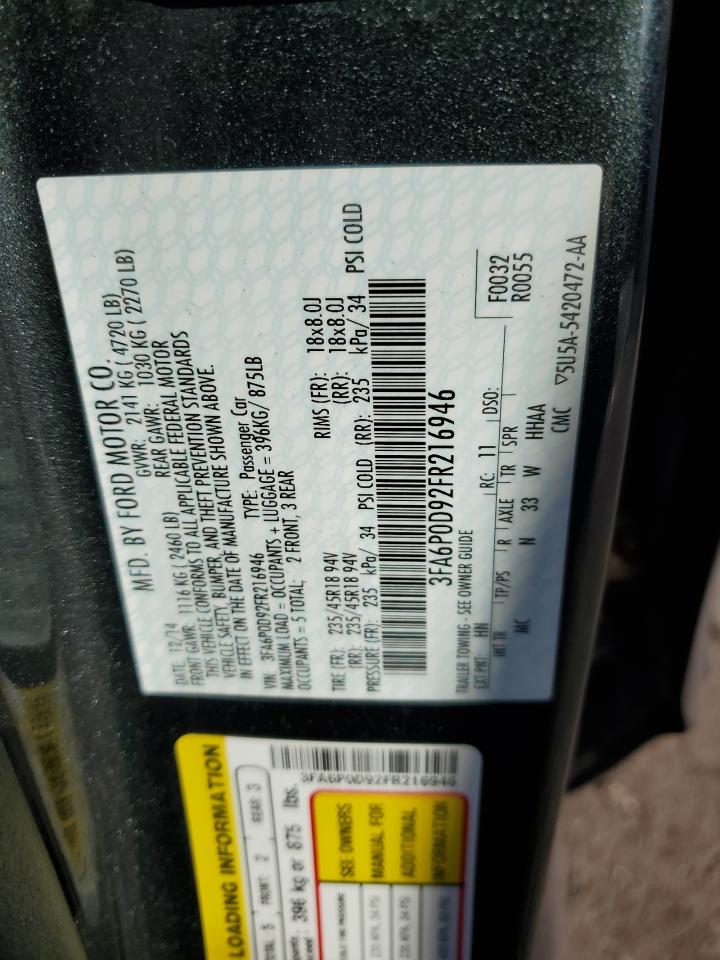 MFD. BY FORD MOTOR CO.
DATE: 12/14 GVWR: 2141 KG ( 4720 LB)
FRONT GAWR: 1116 KG ( 2460 LB) REAR GAWR: 1030 KG ( 2270 LB)
THIS VEHICLE CONFORMS TO ALL APPLICABLE FEDERAL MOTOR
VEHICLE SAFETY, BUMPER, AND THEFT PREVENTION STANDARDS
IN EFFECT ON THE DATE OF MANUFACTURE SHOWN ABOVE.
VIN: 3FA6P0D92FR216946 TYPE: Passenger Car
MAXIMUM LOAD = OCCUPANTS + LUGGAGE = 396KG/ 875LB
OCCUPANTS = 5 TOTAL; 2 FRONT, 3 REAR
TIRE (FR): 235/45R18 94V RIMS (FR): 18x8.0J
(RR): 235/45R18 94V (RR): 18x8.0J
PRESSURE (FR): 235 kPa/ 34 PSI COLD (RR): 235 kPa/ 34 PSI COLD
3FA6P0D92FR216946
TRAILER TOWING - SEE OWNER GUIDE
EXT PNT: HN RC: 11 DSO: F0032
R0055
INT TR TP/PS R AXLE TR SPR
MC N 33 W HHAA
CMC ▽5U5A-5420472-AA
LOADING INFORMATION
TOTAL 5 FRONT: 2 REAR 3
396 kg or 875 lbs.
3FA6P0D92FR216946
SEE OWNERS
MANUAL FOR
ADDITIONAL
INFORMATION